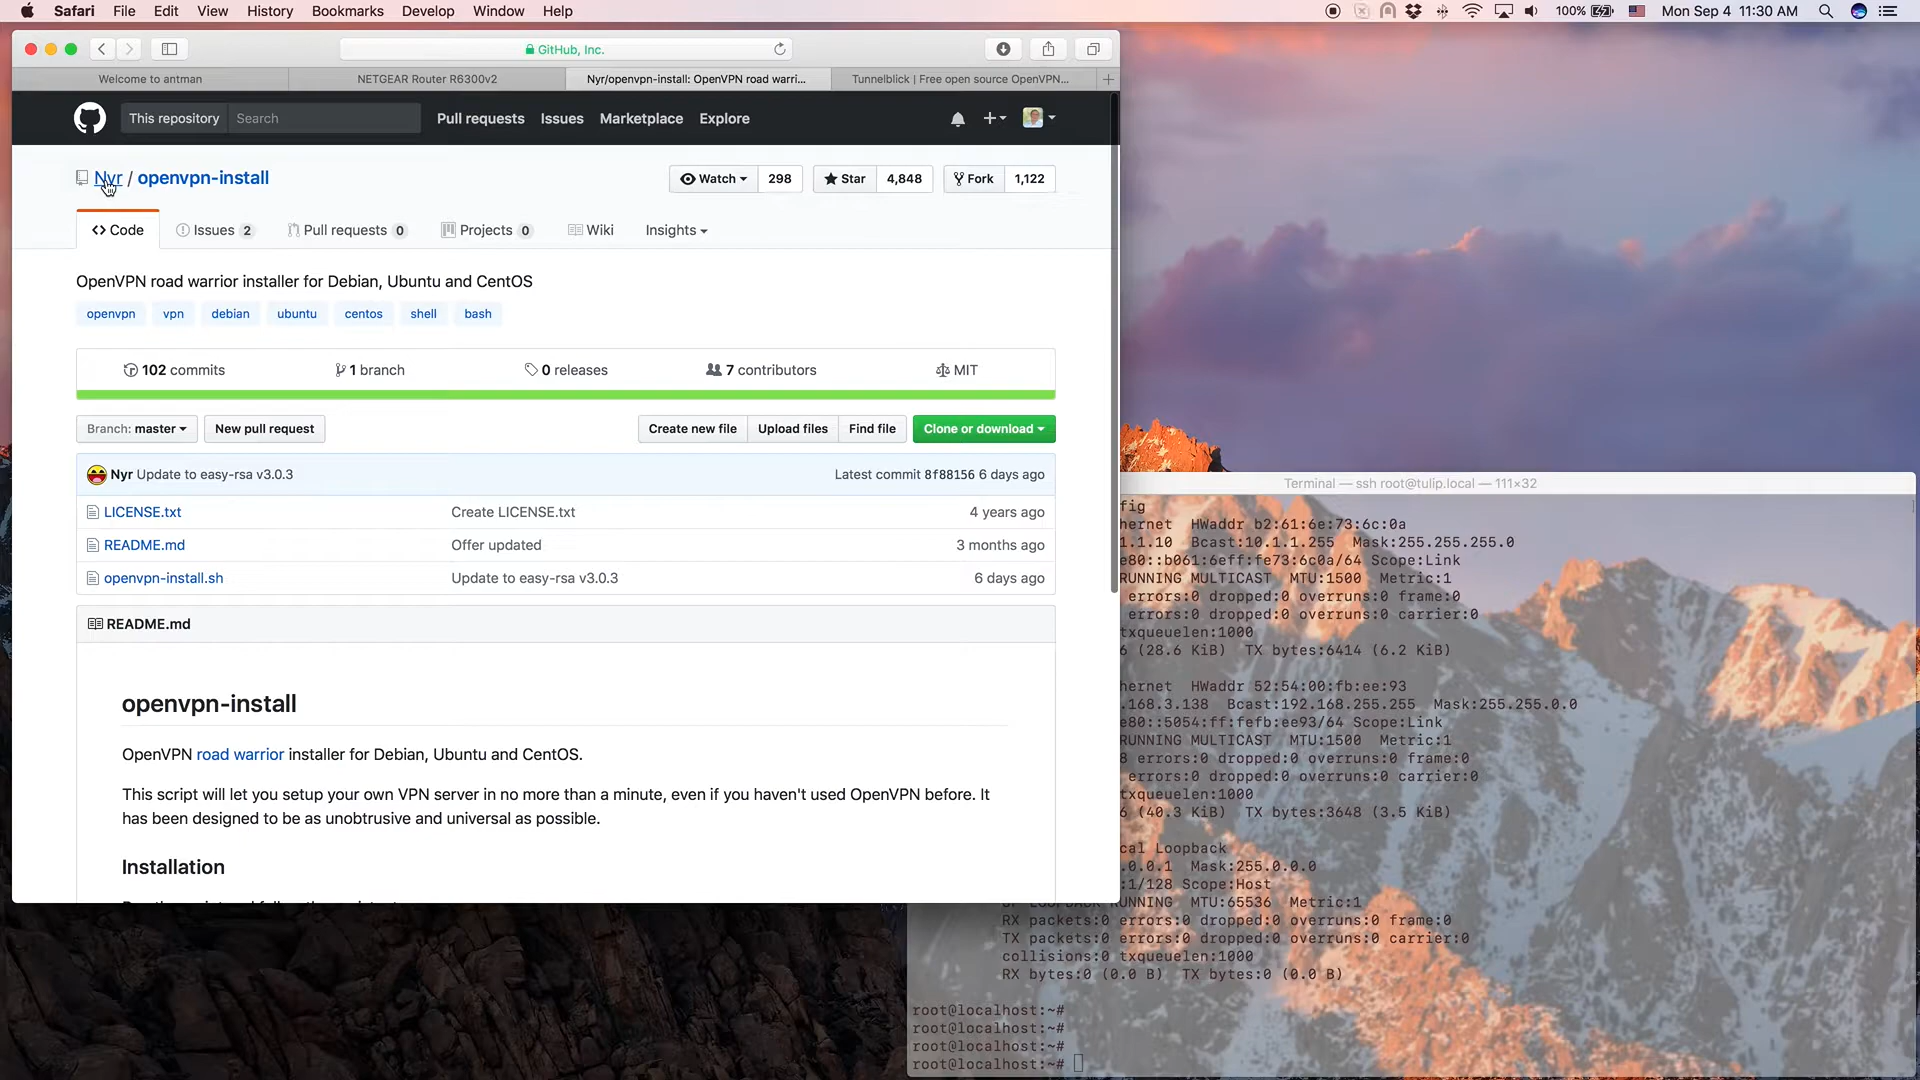 Safari File Edit View History Bookmarks Develop Window Help
100% Mon Sep 4 11:30 AM
GitHub, Inc.
Welcome to antman
NETGEAR Router R6300v2
Nyr/openvpn-install: OpenVPN road warri...
Tunnelblick | Free open source OpenVPN...
This repository Search Pull requests Issues Marketplace Explore
Nyr / openvpn-install
Watch 298 Star 4,848 Fork 1,122
Code Issues 2 Pull requests 0 Projects 0 Wiki Insights
OpenVPN road warrior installer for Debian, Ubuntu and CentOS
openvpn vpn debian ubuntu centos shell bash
102 commits 1 branch 0 releases 7 contributors MIT
Branch: master New pull request Create new file Upload files Find file Clone or download
Nyr Update to easy-rsa v3.0.3 Latest commit 8f88156 6 days ago
LICENSE.txt Create LICENSE.txt 4 years ago
README.md Offer updated 3 months ago
openvpn-install.sh Update to easy-rsa v3.0.3 6 days ago
README.md
openvpn-install
OpenVPN road warrior installer for Debian, Ubuntu and CentOS.
This script will let you setup your own VPN server in no more than a minute, even if you haven't used OpenVPN before. It
has been designed to be as unobtrusive and universal as possible.
Installation
Terminal — ssh root@tulip.local — 111×32
fig
hernet HWaddr b2:61:6e:73:6c:0a
1.1.10 Bcast:10.1.1.255 Mask:255.255.255.0
e80::b061:6eff:fe73:6c0a/64 Scope:Link
RUNNING MULTICAST MTU:1500 Metric:1
errors:0 dropped:0 overruns:0 frame:0
errors:0 dropped:0 overruns:0 carrier:0
txqueuelen:1000
6 (28.6 KiB) TX bytes:6414 (6.2 KiB)
hernet HWaddr 52:54:00:fb:ee:93
.168.3.138 Bcast:192.168.255.255 Mask:255.255.0.0
e80::5054:ff:fefb:ee93/64 Scope:Link
RUNNING MULTICAST MTU:1500 Metric:1
8 errors:0 dropped:0 overruns:0 frame:0
errors:0 dropped:0 overruns:0 carrier:0
txqueuelen:1000
6 (40.3 KiB) TX bytes:3648 (3.5 KiB)
cal Loopback
.0.0.1 Mask:255.0.0.0
:1/128 Scope:Host
UP LOOPBACK RUNNING MTU:65536 Metric:1
RX packets:0 errors:0 dropped:0 overruns:0 frame:0
TX packets:0 errors:0 dropped:0 overruns:0 carrier:0
collisions:0 txqueuelen:1000
RX bytes:0 (0.0 B) TX bytes:0 (0.0 B)
root@localhost:~#
root@localhost:~#
root@localhost:~#
root@localhost:~#